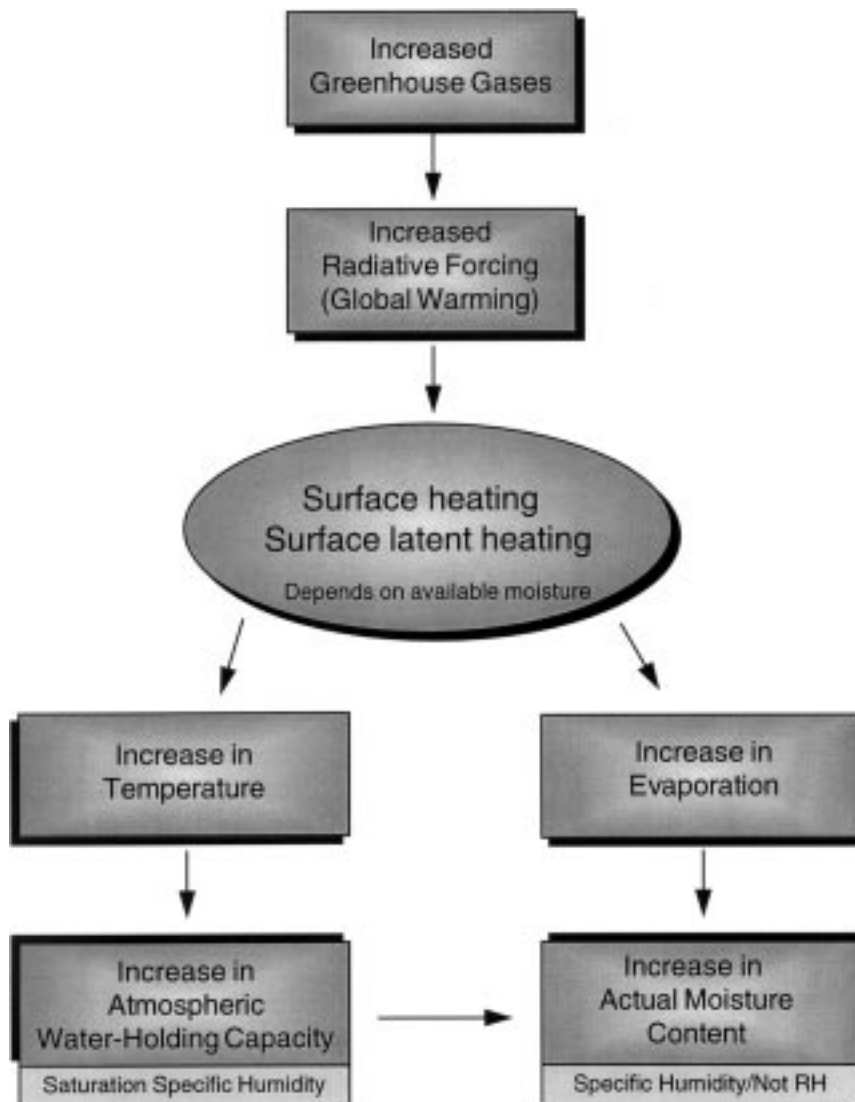 Increased
Greenhouse Gases
Increased
Radiative Forcing
(Global Warming)
Surface heating
Surface latent heating
Depends on available moisture
Increase in
Temperature
Increase in
Evaporation
Increase in
Atmospheric
Water-Holding Capacity
Saturation Specific Humidity
Increase in
Actual Moisture
Content
Specific Humidity/Not RH